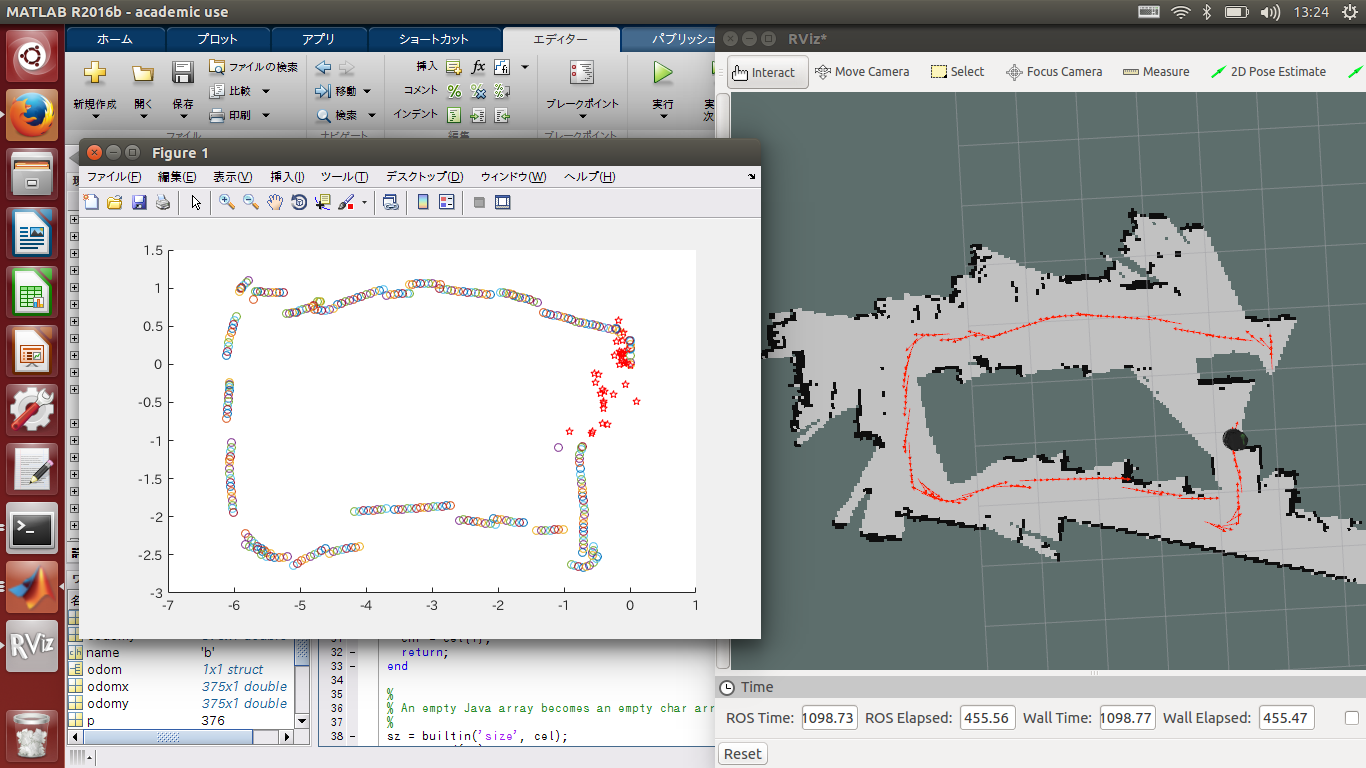 MATLAB R2016b - academic use
13:24
ホーム プロット アプリ ショートカット エディター パブリッシュ
新規作成 開く 保存 ファイルの検索 比較 印刷 移動 検索 挿入 コメント インデント ブレークポイント 実行
ファイル ナビゲート 編集 ブレークポイント
Figure 1
ファイル(F) 編集(E) 表示(V) 挿入(I) ツール(T) デスクトップ(D) ウィンドウ(W) ヘルプ(H)
1.5
1
0.5
0
-0.5
-1
-1.5
-2
-2.5
-3
-7 -6 -5 -4 -3 -2 -1 0 1
375x1 double
name 'b'
odom 1x1 struct
odomx 375x1 double
odomy 375x1 double
p 376
32 - return;
33 - end
34
35 %
36 % An empty Java array becomes an empty char arr
37 %
38 - sz = builtin('size', cel);
RViz*
Interact Move Camera Select Focus Camera Measure 2D Pose Estimate
Time
ROS Time: 1098.73 ROS Elapsed: 455.56 Wall Time: 1098.77 Wall Elapsed: 455.47
Reset
RViz